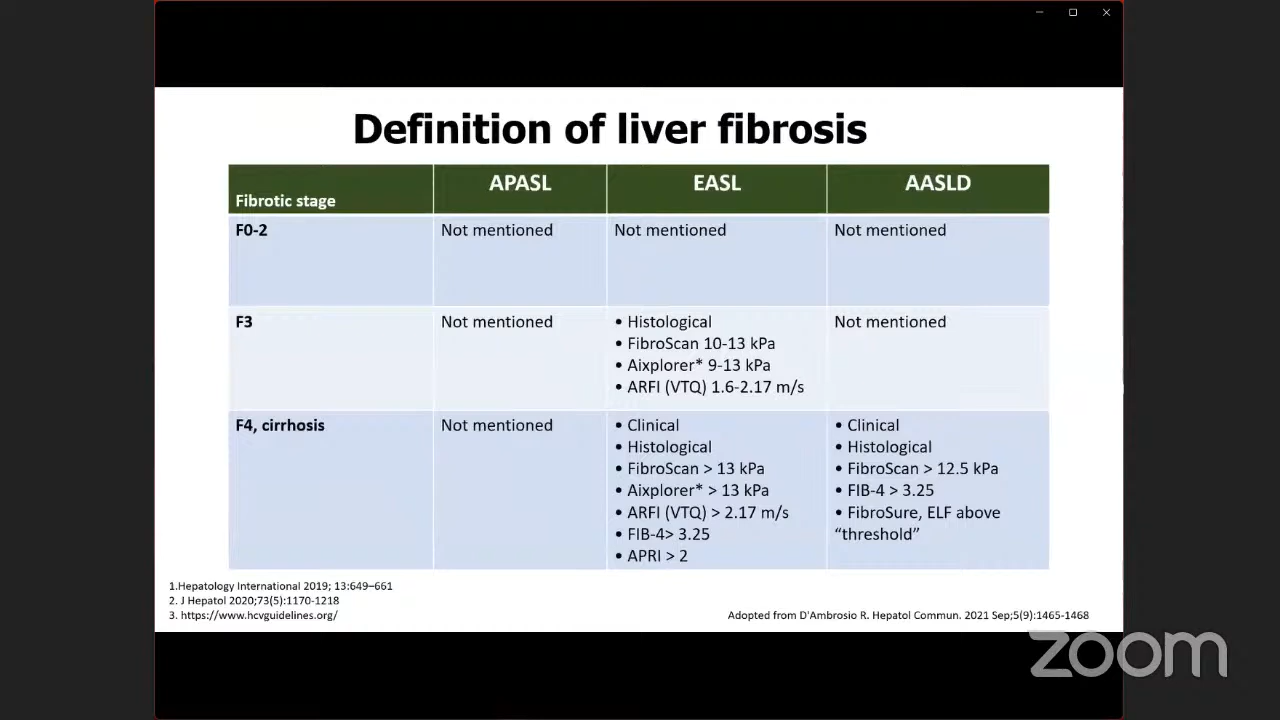 Definition of liver fibrosis
Fibrotic stage
APASL
EASL
AASLD
F0-2
Not mentioned
Not mentioned
Not mentioned
F3
Not mentioned
• Histological
• FibroScan 10-13 kPa
• Aixplorer* 9-13 kPa
• ARFI (VTQ) 1.6-2.17 m/s
Not mentioned
F4, cirrhosis
Not mentioned
• Clinical
• Histological
• FibroScan > 13 kPa
• Aixplorer* > 13 kPa
• ARFI (VTQ) > 2.17 m/s
• FIB-4> 3.25
• APRI > 2
• Clinical
• Histological
• FibroScan > 12.5 kPa
• FIB-4 > 3.25
• FibroSure, ELF above
“threshold”
1.Hepatology International 2019; 13:649–661
2. J Hepatol 2020;73(5):1170-1218
3. https://www.hcvguidelines.org/
Adopted from D'Ambrosio R. Hepatol Commun. 2021 Sep;5(9):1465-1468
zoom